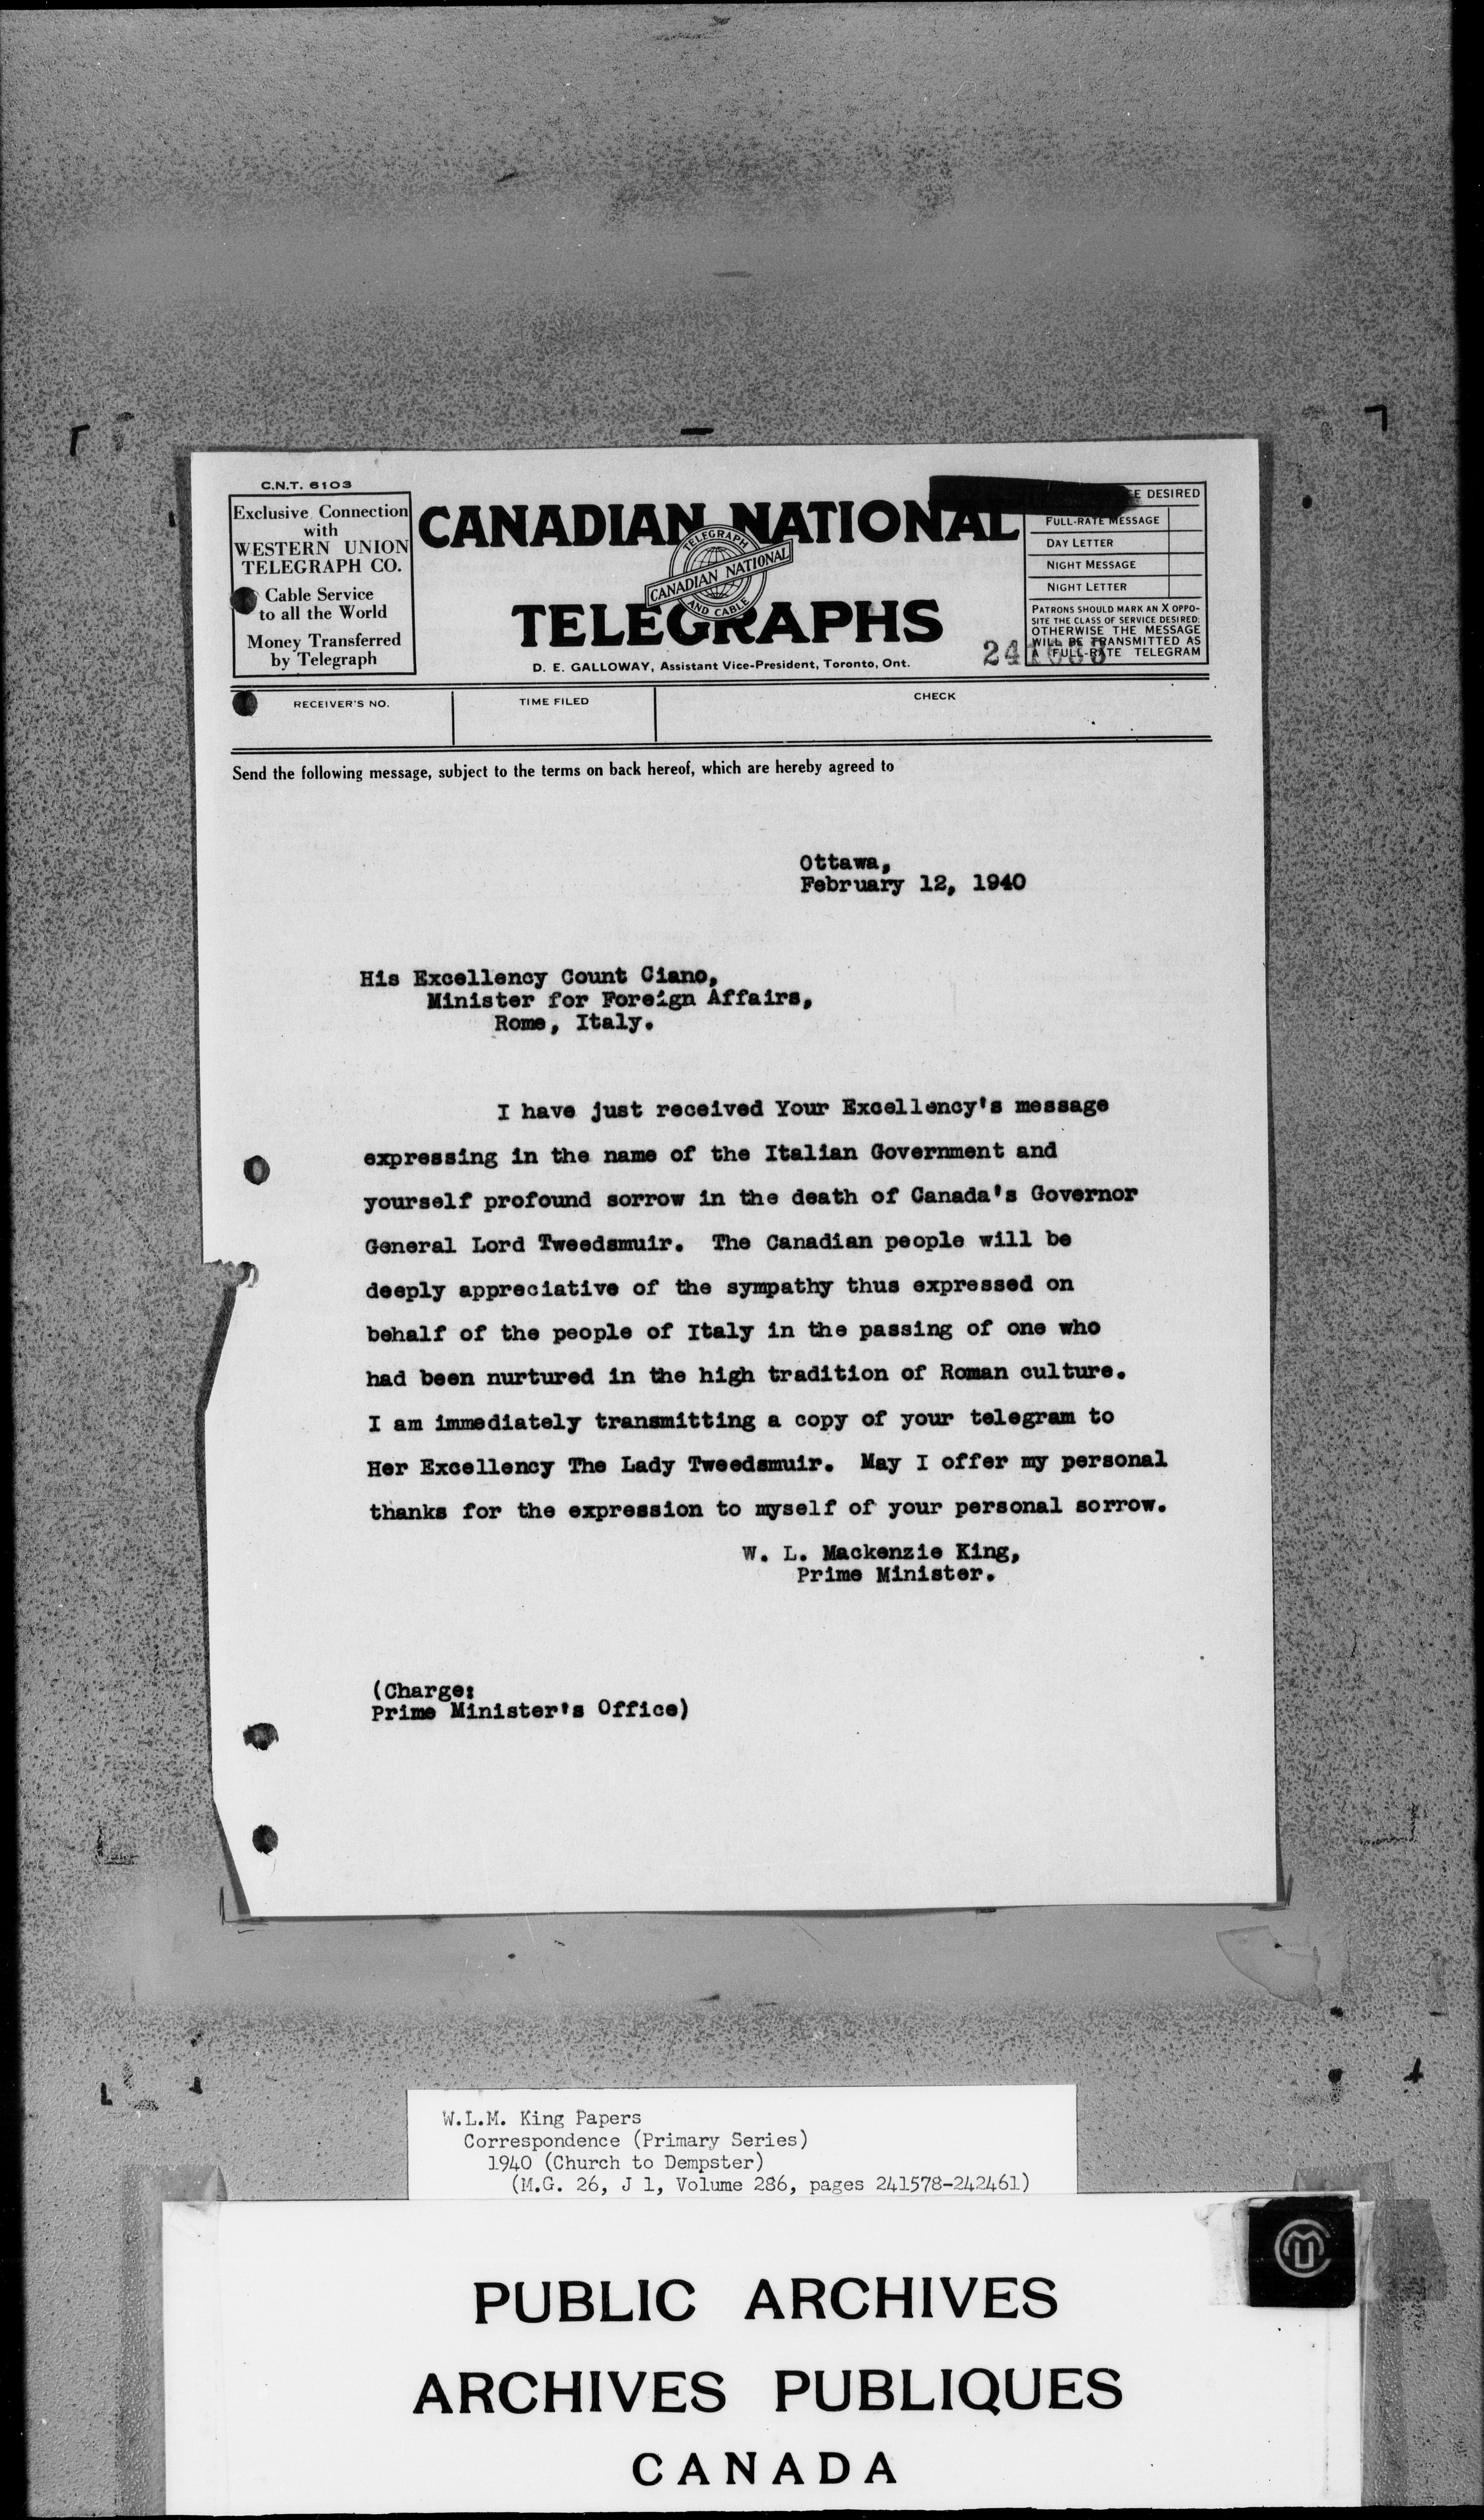 C.N.T. 6103
Exclusive Connection
with
WESTERN UNION
TELEGRAPH CO.
Cable Service
to all the World
Money Transferred
by Telegraph
CANADIAN NATIONAL
TELEGRAPH
CANADIAN NATIONAL
AND CABLE
TELEGRAPHS
D. E. GALLOWAY, Assistant Vice-President, Toronto, Ont.
DESIRED
FULL-RATE MESSAGE
DAY LETTER
NIGHT MESSAGE
NIGHT LETTER
PATRONS SHOULD MARK AN X OPPO-
SITE THE CLASS OF SERVICE DESIRED:
OTHERWISE THE MESSAGE
WILL BE TRANSMITTED AS
A FULL-RATE TELEGRAM
RECEIVER'S NO.
TIME FILED
CHECK
Send the following message, subject to the terms on back hereof, which are hereby agreed to
Ottawa,
February 12, 1940
His Excellency Count Ciano,
Minister for Foreign Affairs,
Rome, Italy.
I have just received Your Excellency's message
expressing in the name of the Italian Government and
yourself profound sorrow in the death of Canada's Governor
General Lord Tweedsmuir. The Canadian people will be
deeply appreciative of the sympathy thus expressed on
behalf of the people of Italy in the passing of one who
had been nurtured in the high tradition of Roman culture.
I am immediately transmitting a copy of your telegram to
Her Excellency The Lady Tweedsmuir. May I offer my personal
thanks for the expression to myself of your personal sorrow.
W. L. Mackenzie King,
Prime Minister.
(Charge:
Prime Minister's Office)
W.L.M. King Papers
Correspondence (Primary Series)
1940 (Church to Dempster)
(M.G. 26, J 1, Volume 286, pages 241578-242461)
PUBLIC ARCHIVES
ARCHIVES PUBLIQUES
CANADA